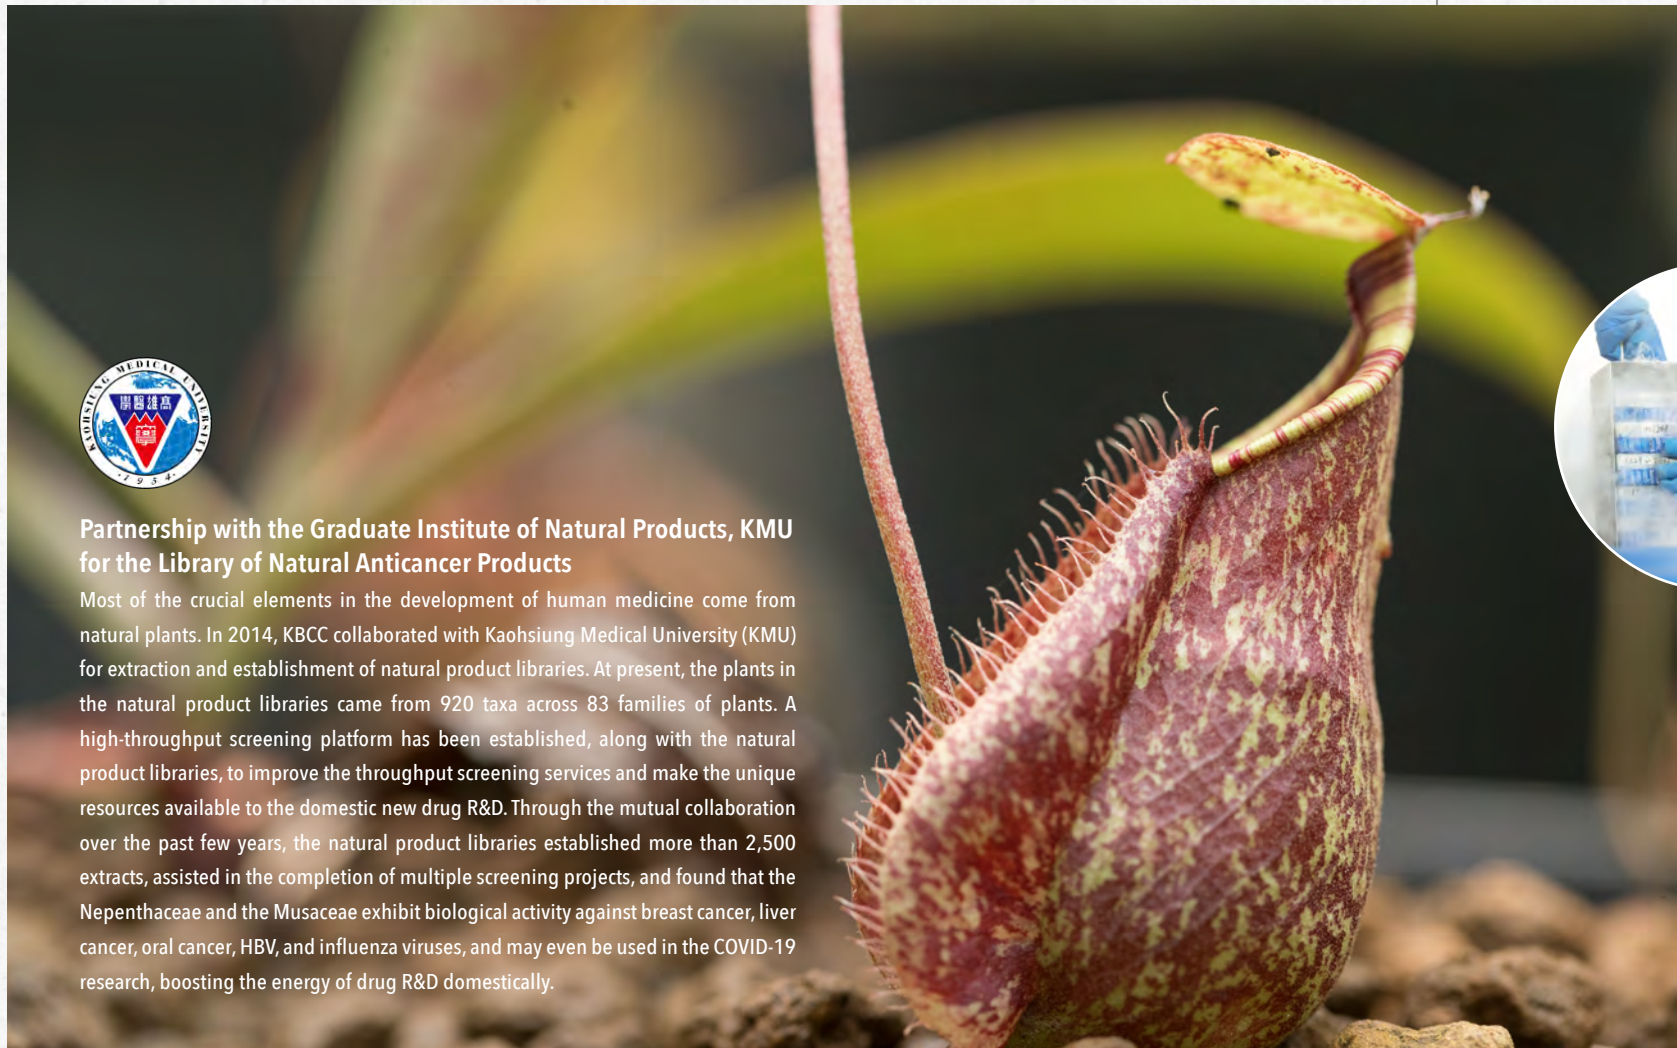 KAOHSIUNG MEDICAL UNIVERSITY
學醫雄高
1954
Partnership with the Graduate Institute of Natural Products, KMU
for the Library of Natural Anticancer Products
Most of the crucial elements in the development of human medicine come from
natural plants. In 2014, KBCC collaborated with Kaohsiung Medical University (KMU)
for extraction and establishment of natural product libraries. At present, the plants in
the natural product libraries came from 920 taxa across 83 families of plants. A
high-throughput screening platform has been established, along with the natural
product libraries, to improve the throughput screening services and make the unique
resources available to the domestic new drug R&D. Through the mutual collaboration
over the past few years, the natural product libraries established more than 2,500
extracts, assisted in the completion of multiple screening projects, and found that the
Nepenthaceae and the Musaceae exhibit biological activity against breast cancer, liver
cancer, oral cancer, HBV, and influenza viruses, and may even be used in the COVID-19
research, boosting the energy of drug R&D domestically.